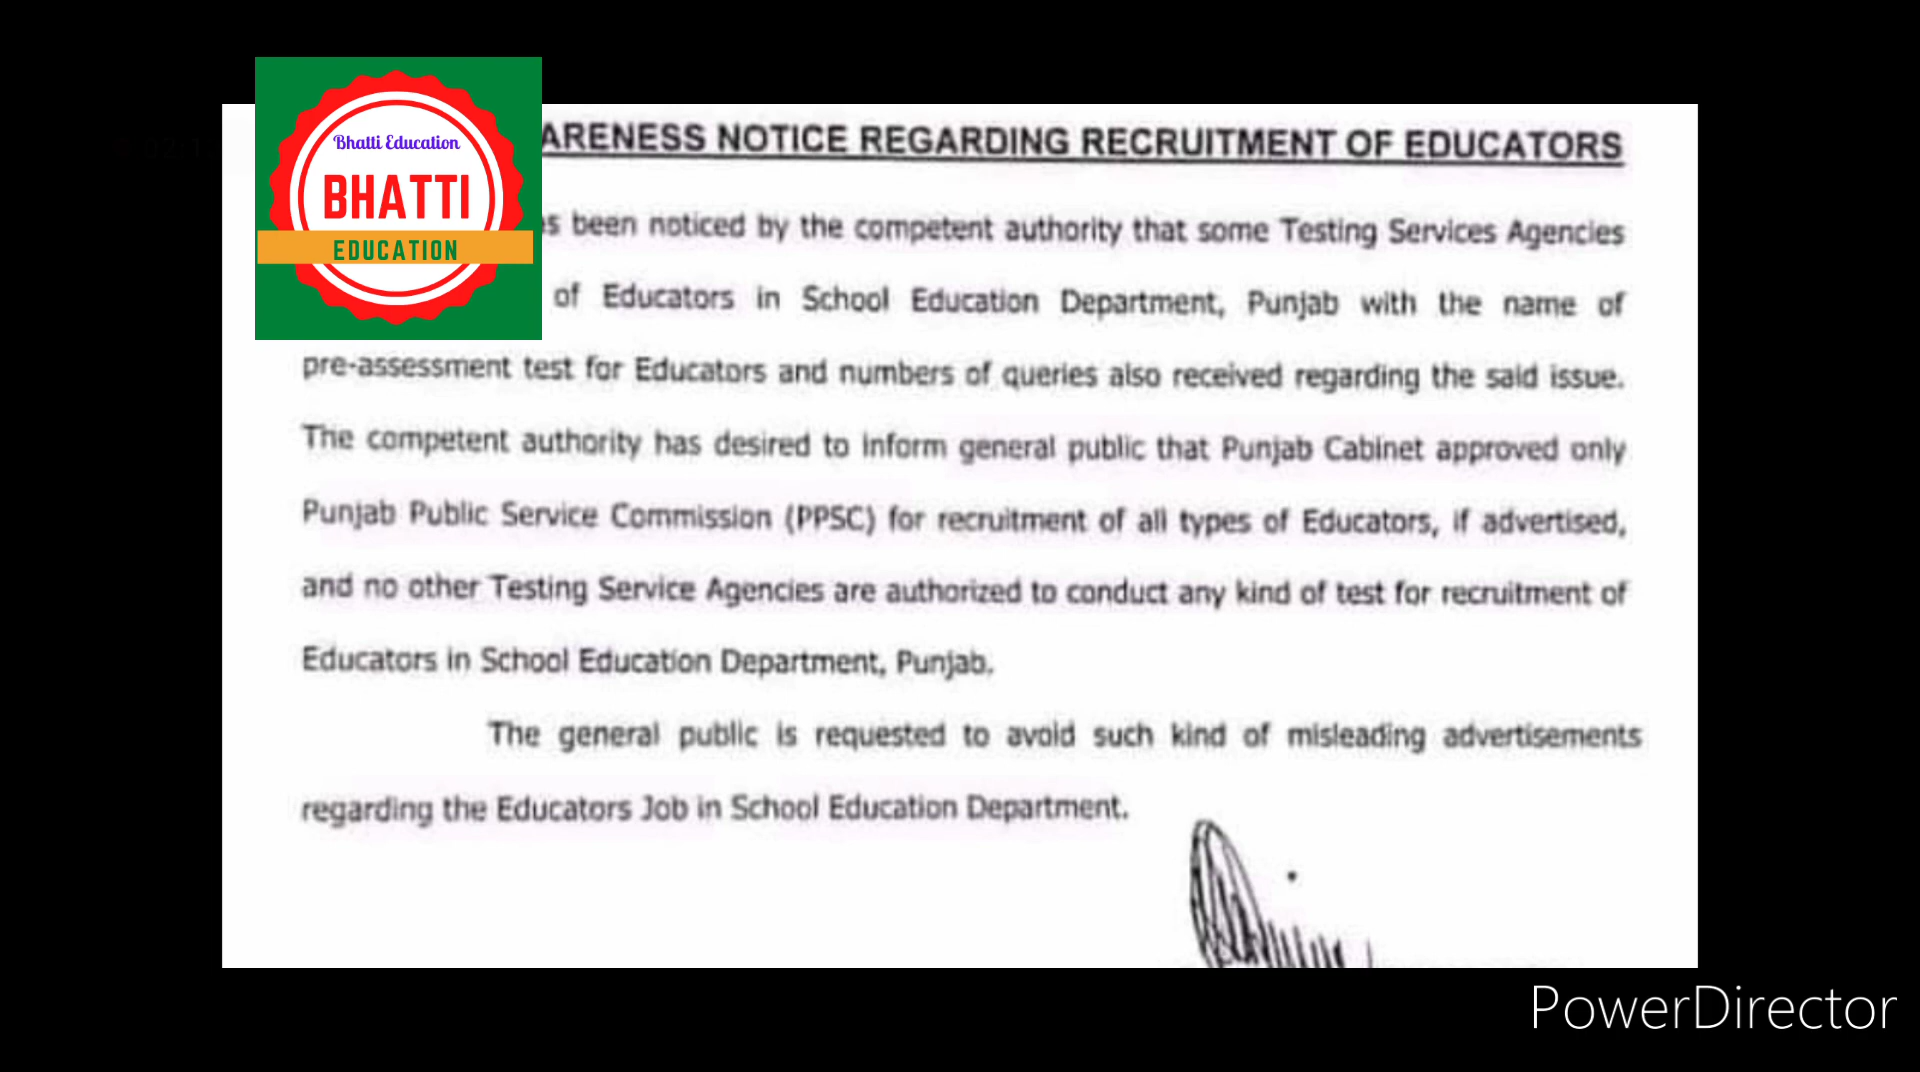 Bhatti Education
BHATTI
EDUCATION
ARENESS NOTICE REGARDING RECRUITMENT OF EDUCATORS
s been noticed by the competent authority that some Testing Services Agencies
of Educators in School Education Department, Punjab with the name of
pre-assessment test for Educators and numbers of queries also received regarding the said issue.
The competent authority has desired to inform general public that Punjab Cabinet approved only
Punjab Public Service Commission (PPSC) for recruitment of all types of Educators, if advertised,
and no other Testing Service Agencies are authorized to conduct any kind of test for recruitment of
Educators in School Education Department, Punjab.
The general public is requested to avoid such kind of misleading advertisements
regarding the Educators Job in School Education Department.
PowerDirector